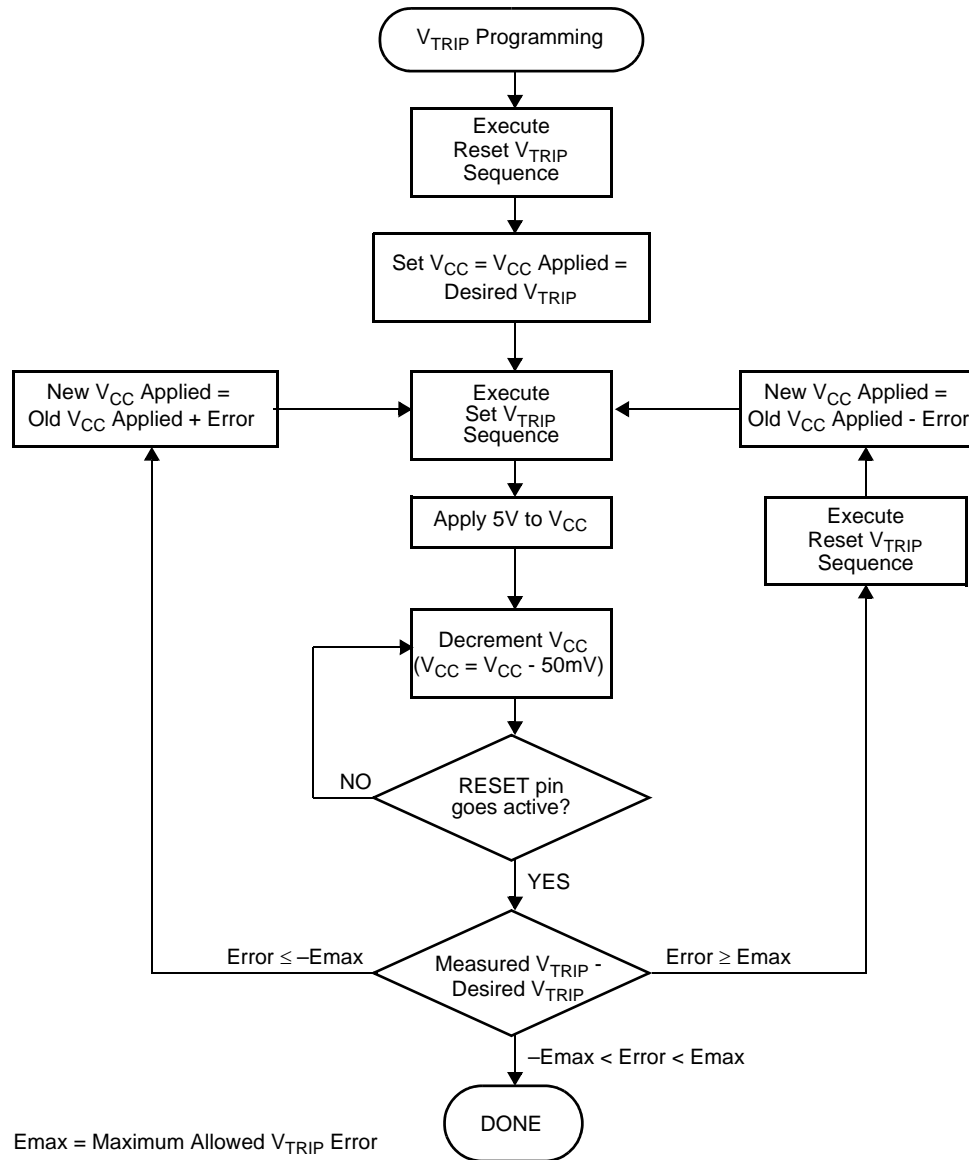 V_TRIP Programming
Execute
Reset V_TRIP
Sequence
Set V_CC = V_CC Applied =
Desired V_TRIP
New V_CC Applied =
Old V_CC Applied + Error
Execute
Set V_TRIP
Sequence
New V_CC Applied =
Old V_CC Applied - Error
Apply 5V to V_CC
Execute
Reset V_TRIP
Sequence
Decrement V_CC
(V_CC = V_CC - 50mV)
NO
RESET pin
goes active?
YES
Error ≤ –Emax
Measured V_TRIP -
Desired V_TRIP
Error ≥ Emax
–Emax < Error < Emax
DONE
Emax = Maximum Allowed V_TRIP Error